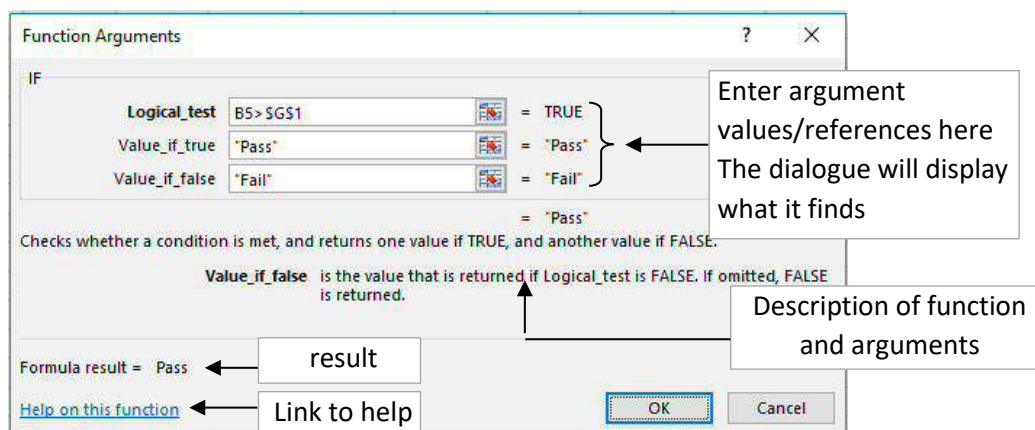 Function Arguments ? ×
IF
Logical_test B5>$G$1 = TRUE
Value_if_true "Pass" = "Pass"
Value_if_false "Fail" = "Fail"
= "Pass"
Enter argument
values/references here
The dialogue will display
what it finds
Checks whether a condition is met, and returns one value if TRUE, and another value if FALSE.
Value_if_false is the value that is returned if Logical_test is FALSE. If omitted, FALSE
is returned.
Description of function
and arguments
Formula result = Pass
result
Help on this function
Link to help
OK
Cancel